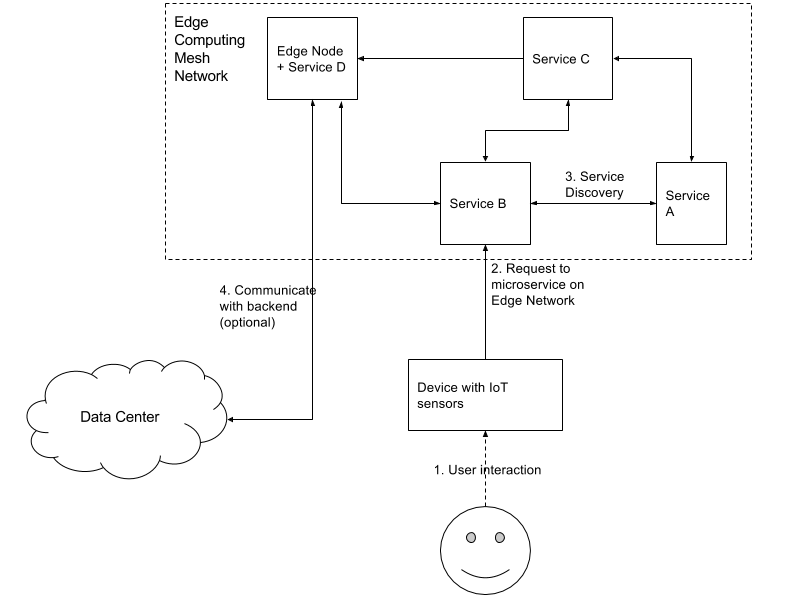 Edge
Computing
Mesh
Network
Edge Node
+ Service D
Service C
3. Service
Discovery
Service B
Service
A
2. Request to
microservice on
Edge Network
4. Communicate
with backend
(optional)
Device with IoT
sensors
Data Center
1. User interaction